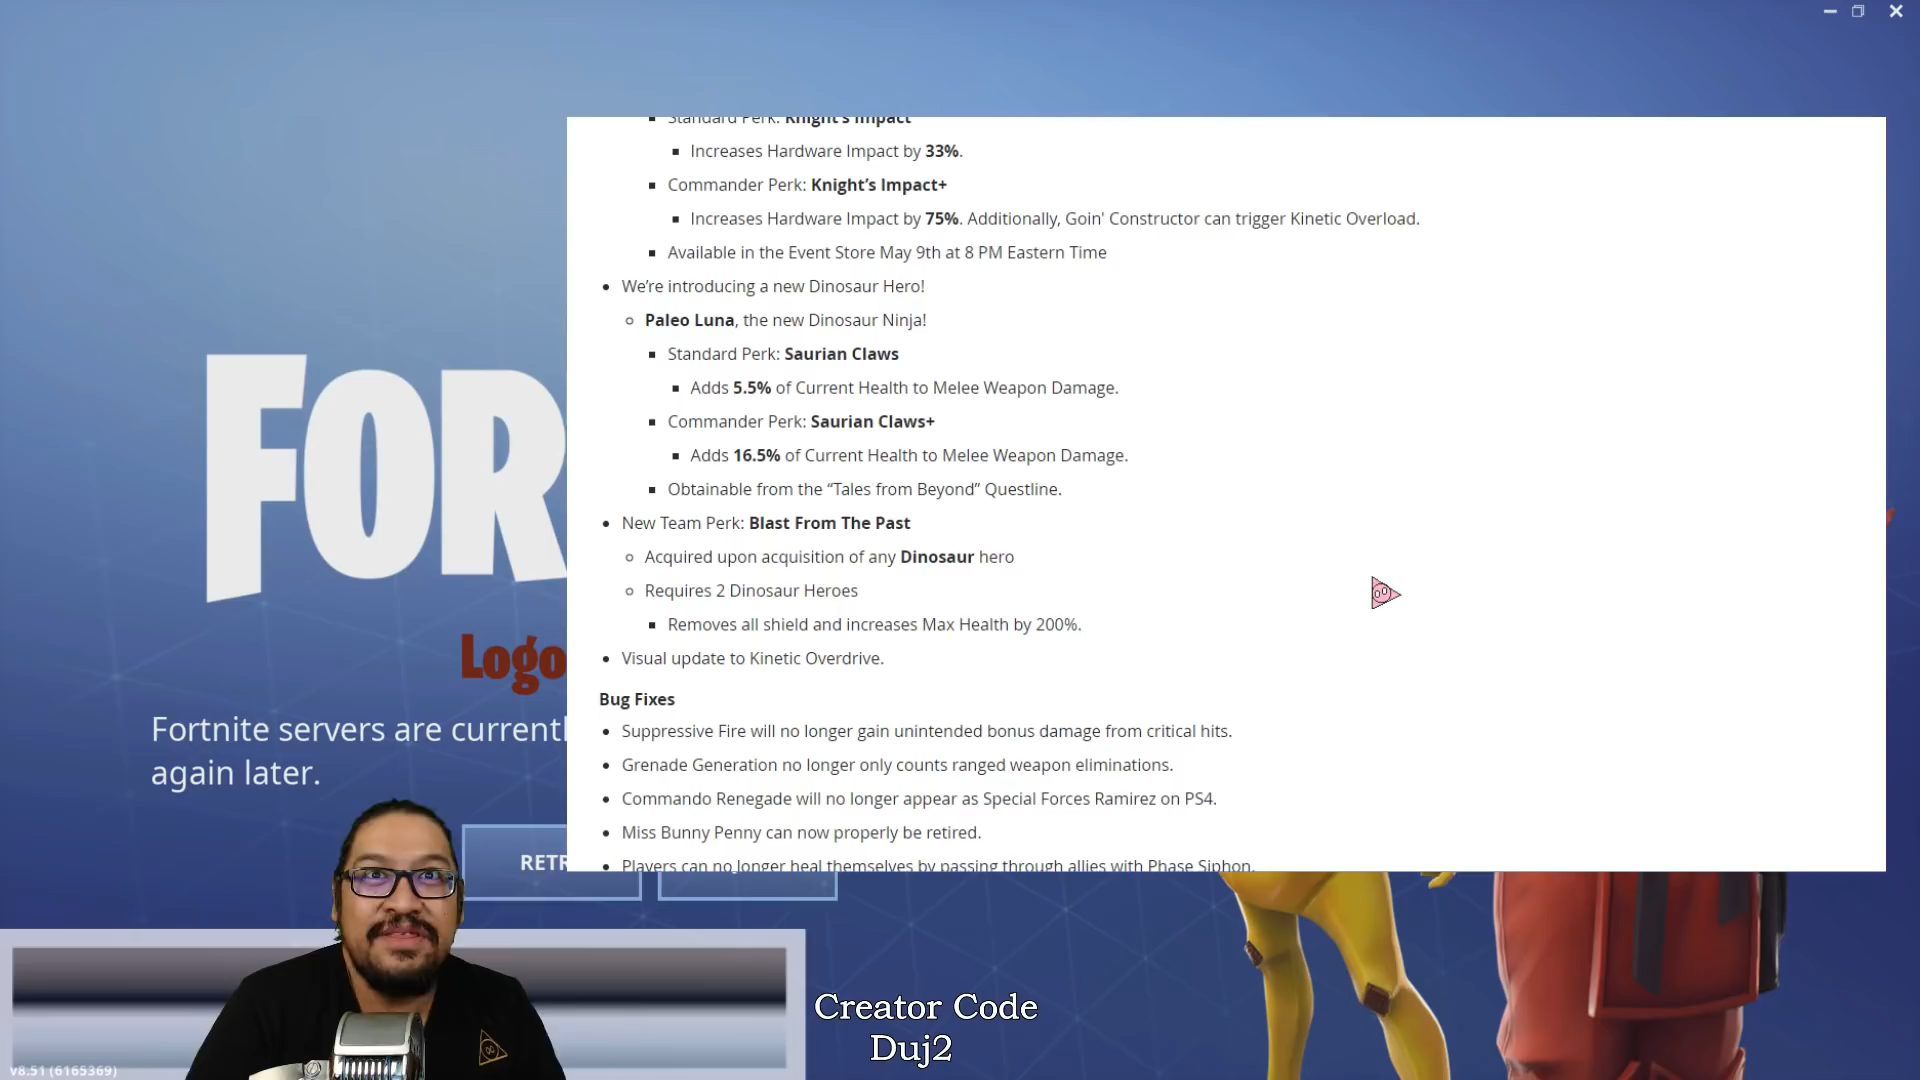 Standard Perk: Knight's Impact
Increases Hardware Impact by 33%.
Commander Perk: Knight's Impact+
Increases Hardware Impact by 75%. Additionally, Goin' Constructor can trigger Kinetic Overload.
Available in the Event Store May 9th at 8 PM Eastern Time
We're introducing a new Dinosaur Hero!
Paleo Luna, the new Dinosaur Ninja!
Standard Perk: Saurian Claws
Adds 5.5% of Current Health to Melee Weapon Damage.
Commander Perk: Saurian Claws+
Adds 16.5% of Current Health to Melee Weapon Damage.
Obtainable from the “Tales from Beyond” Questline.
New Team Perk: Blast From The Past
Acquired upon acquisition of any Dinosaur hero
Requires 2 Dinosaur Heroes
Removes all shield and increases Max Health by 200%.
Visual update to Kinetic Overdrive.
Bug Fixes
Suppressive Fire will no longer gain unintended bonus damage from critical hits.
Grenade Generation no longer only counts ranged weapon eliminations.
Commando Renegade will no longer appear as Special Forces Ramirez on PS4.
Miss Bunny Penny can now properly be retired.
Players can no longer heal themselves by passing through allies with Phase Siphon.
FOR
Logo
Fortnite servers are currentl
again later.
RETR
Creator Code
Duj2
v8.51 (6165369)